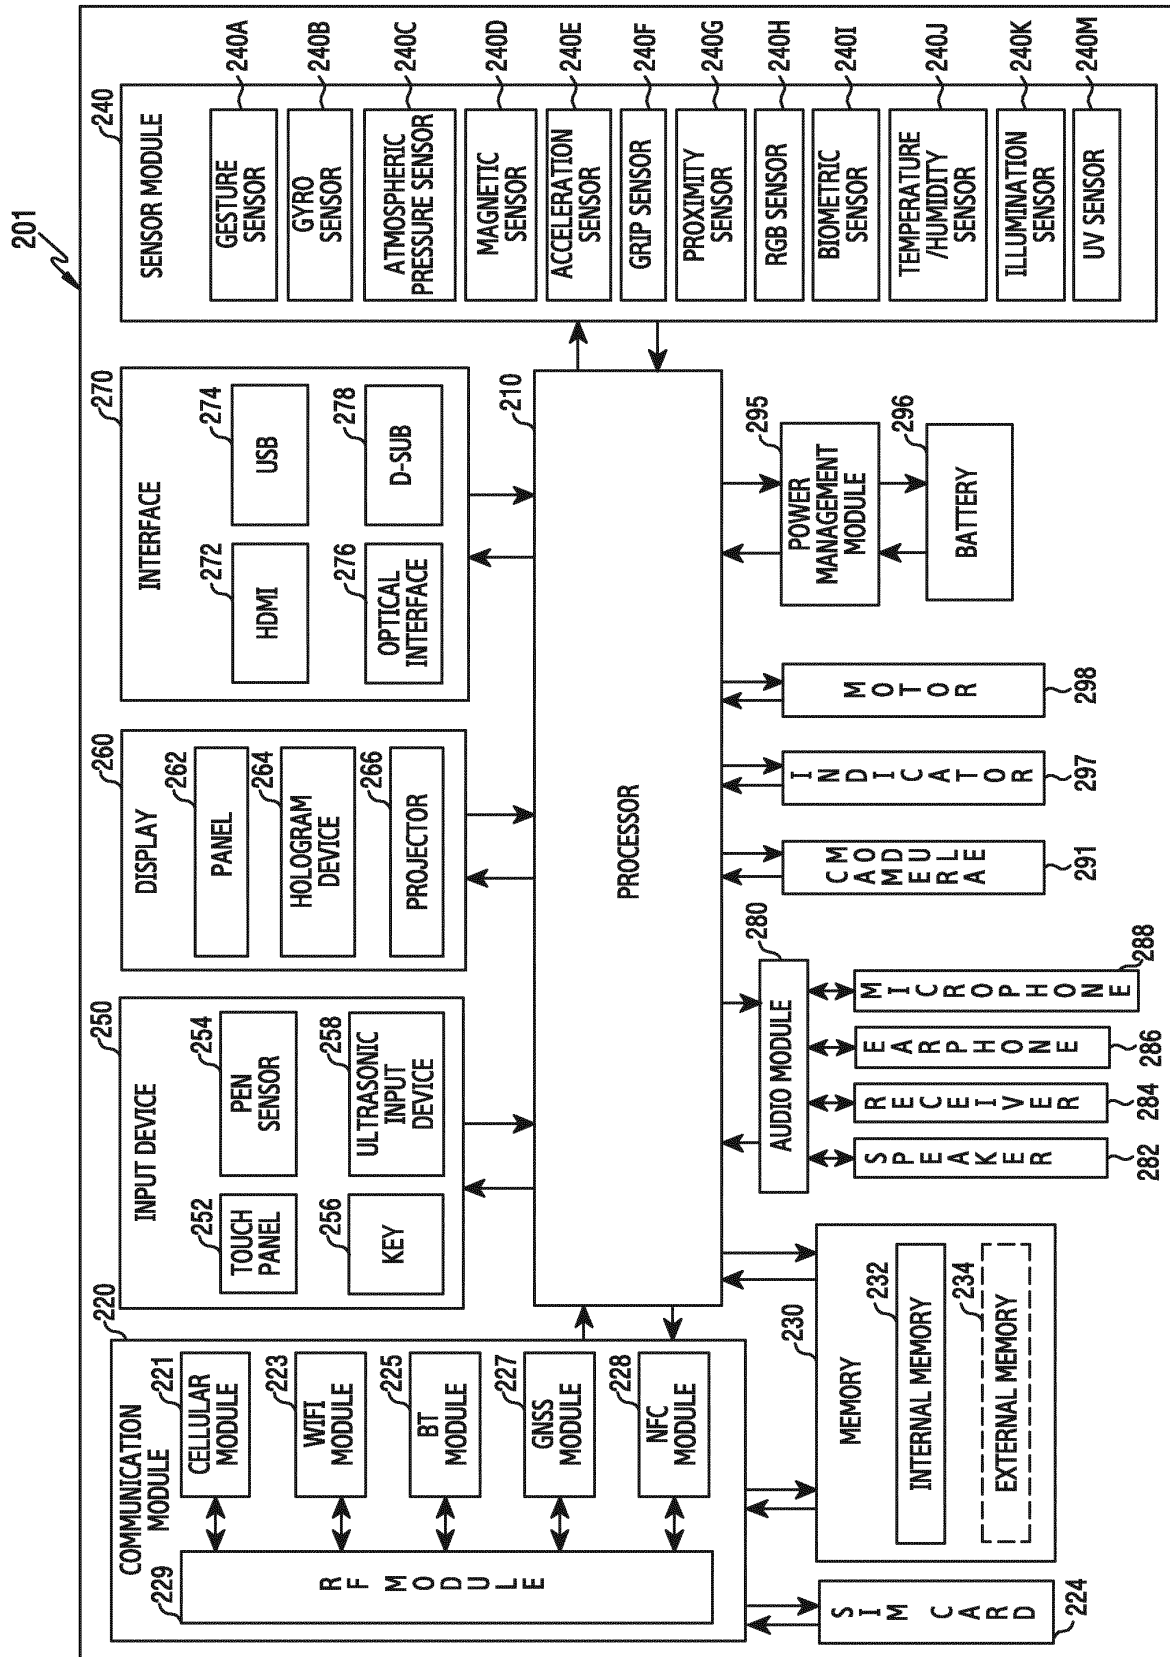 201
COMMUNICATION
MODULE
220
229
RF MODULE
CELLULAR
MODULE
221
WIFI
MODULE
223
BT
MODULE
225
GNSS
MODULE
227
NFC
MODULE
228
INPUT DEVICE
250
TOUCH
PANEL
252
PEN
SENSOR
254
KEY
256
ULTRASONIC
INPUT
DEVICE
258
DISPLAY
260
PANEL
262
HOLOGRAM
DEVICE
264
PROJECTOR
266
INTERFACE
270
HDMI
272
USB
274
OPTICAL
INTERFACE
276
D-SUB
278
SENSOR MODULE
240
GESTURE
SENSOR
240A
GYRO
SENSOR
240B
ATMOSPHERIC
PRESSURE SENSOR
240C
MAGNETIC
SENSOR
240D
ACCELERATION
SENSOR
240E
GRIP SENSOR
240F
PROXIMITY
SENSOR
240G
RGB SENSOR
240H
BIOMETRIC
SENSOR
240I
TEMPERATURE
/HUMIDITY
SENSOR
240J
ILLUMINATION
SENSOR
240K
UV SENSOR
240M
PROCESSOR
210
SIM CARD
224
MEMORY
230
INTERNAL MEMORY
232
EXTERNAL MEMORY
234
AUDIO MODULE
280
SPEAKER
282
RECEIVER
284
EARPHONE
286
MICROPHONE
288
CAMERA
MODULE
291
INDICATOR
297
MOTOR
298
POWER
MANAGEMENT
MODULE
295
BATTERY
296